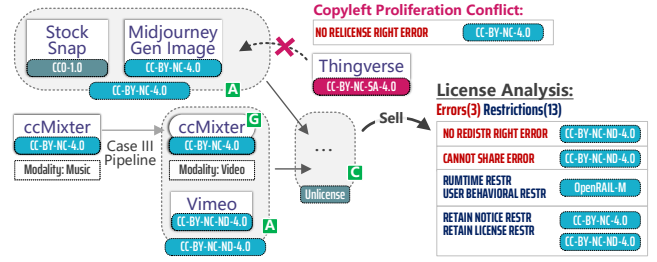 Copyleft Proliferation Conflict:
NO RELICENSE RIGHT ERROR CC-BY-NC-4.0
Stock
Snap
CC0-1.0
Midjourney
Gen Image
CC-BY-NC-4.0
CC-BY-NC-4.0
A
Thingverse
CC-BY-NC-SA-4.0
ccMixter
CC-BY-NC-4.0
Modality: Music
Case III
Pipeline
ccMixter
G
CC-BY-NC-4.0
Modality: Video
Vimeo
CC-BY-NC-ND-4.0
A
CC-BY-NC-ND-4.0
...
C
Unlicense
Sell
License Analysis:
Errors(3) Restrictions(13)
NO REDISTR RIGHT ERROR CC-BY-NC-ND-4.0
CANNOT SHARE ERROR CC-BY-NC-ND-4.0
RUMTIME RESTR
USER BEHAVIORAL RESTR
OpenRAIL-M
RETAIN NOTICE RESTR
RETAIN LICENSE RESTR
CC-BY-NC-4.0
CC-BY-NC-ND-4.0